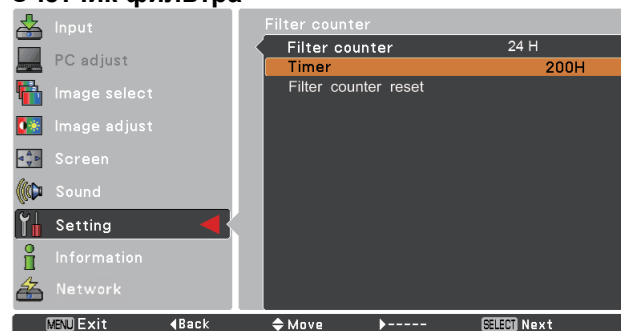 Счетчик фильтра
Input
PC adjust
Image select
Image adjust
Screen
Sound
Setting
Information
Network
Filter counter
Filter counter 24 H
Timer 200H
Filter counter reset
MENU Exit Back Move ----- SELECT Next